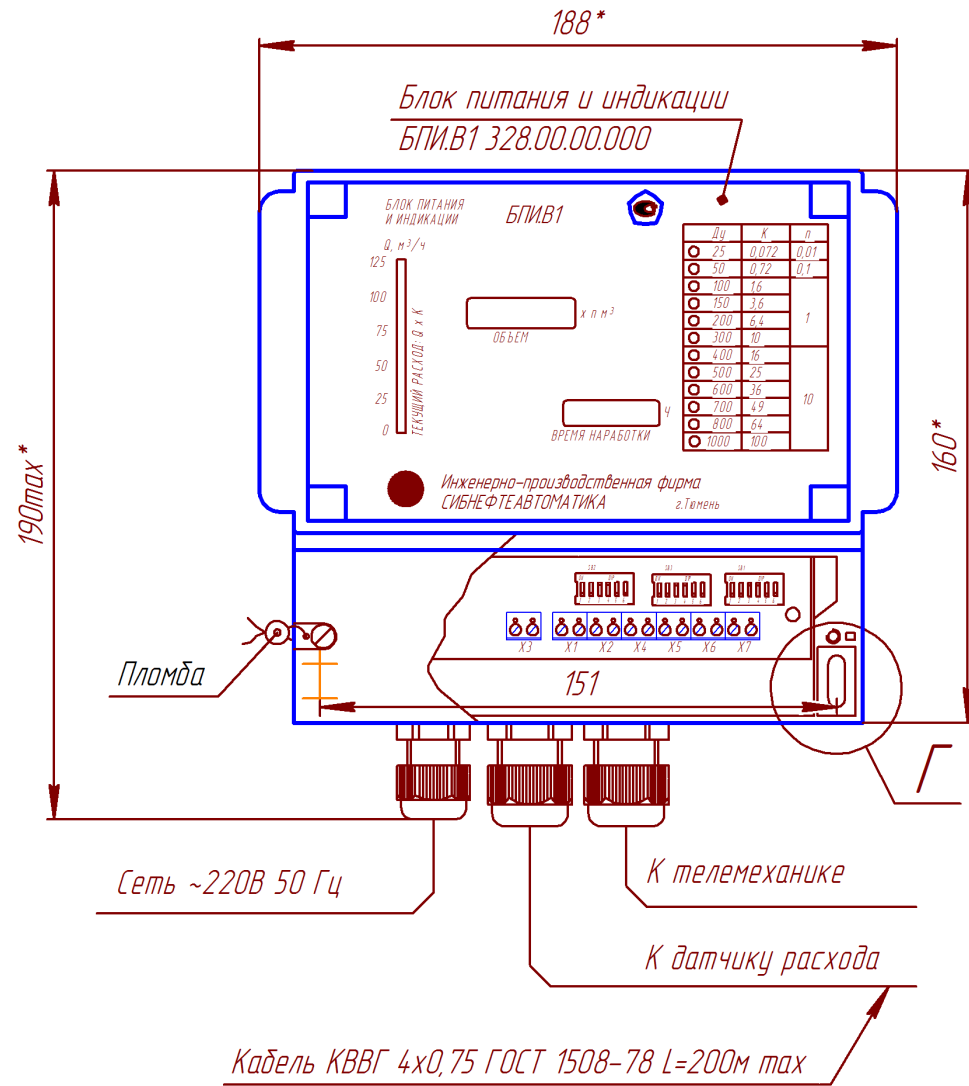 188*
Блок питания и индикации
БПИ.В1 328.00.00.000
БЛОК ПИТАНИЯ
И ИНДИКАЦИИ
БПИ.В1
Q, м³/ч
125
100
75
50
25
0
ТЕКУЩИЙ РАСХОД: Q x K
x n м³
ОБЪЕМ
Ч
ВРЕМЯ НАРАБОТКИ
Ду К n
25 0,072 0,01
50 0,72 0,1
100 1,6
150 3,6
200 6,4 1
300 10
400 16
500 25
600 36
700 49 10
800 64
1000 100
Инженерно-производственная фирма
СИБНЕФТЕАВТОМАТИКА г.Тюмень
190max*
160*
X3 X1 X2 X4 X5 X6 X7
Пломба
151
Г
Сеть ~220В 50 Гц
К телемеханике
К датчику расхода
Кабель КВВГ 4х0,75 ГОСТ 1508-78 L=200м max